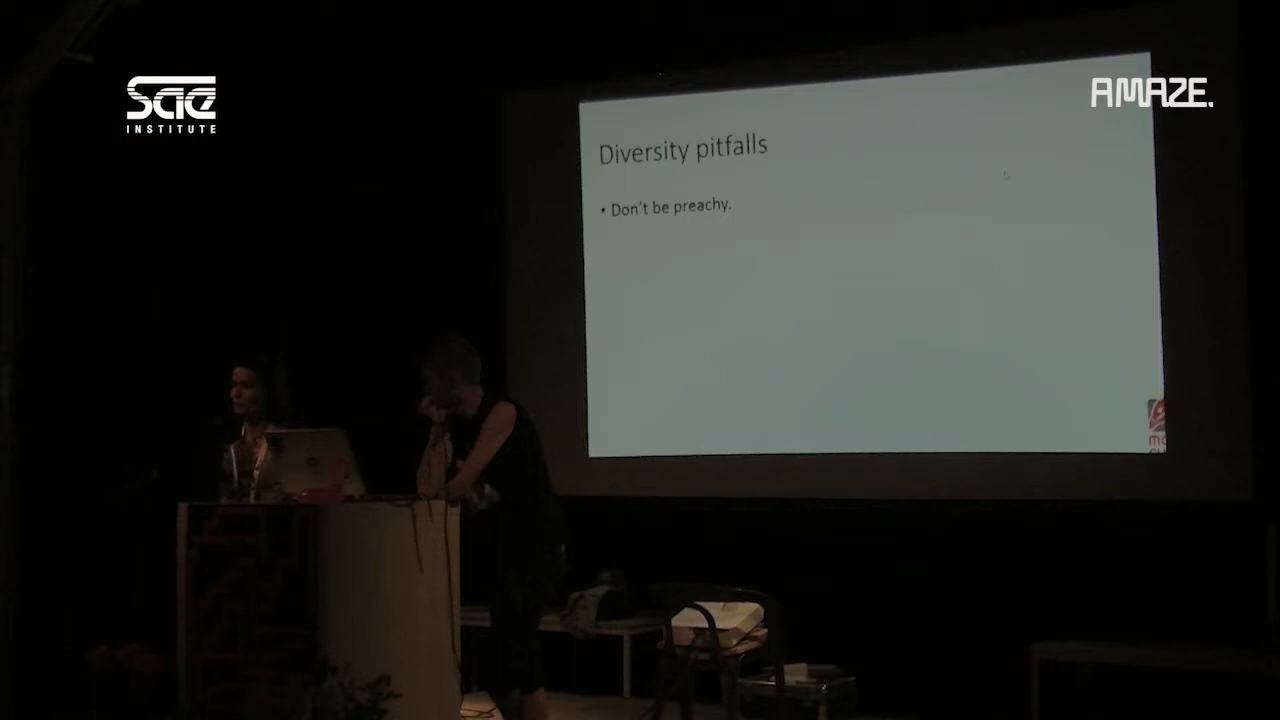 SAE
INSTITUTE
AMAZE.
Diversity pitfalls
• Don't be preachy.